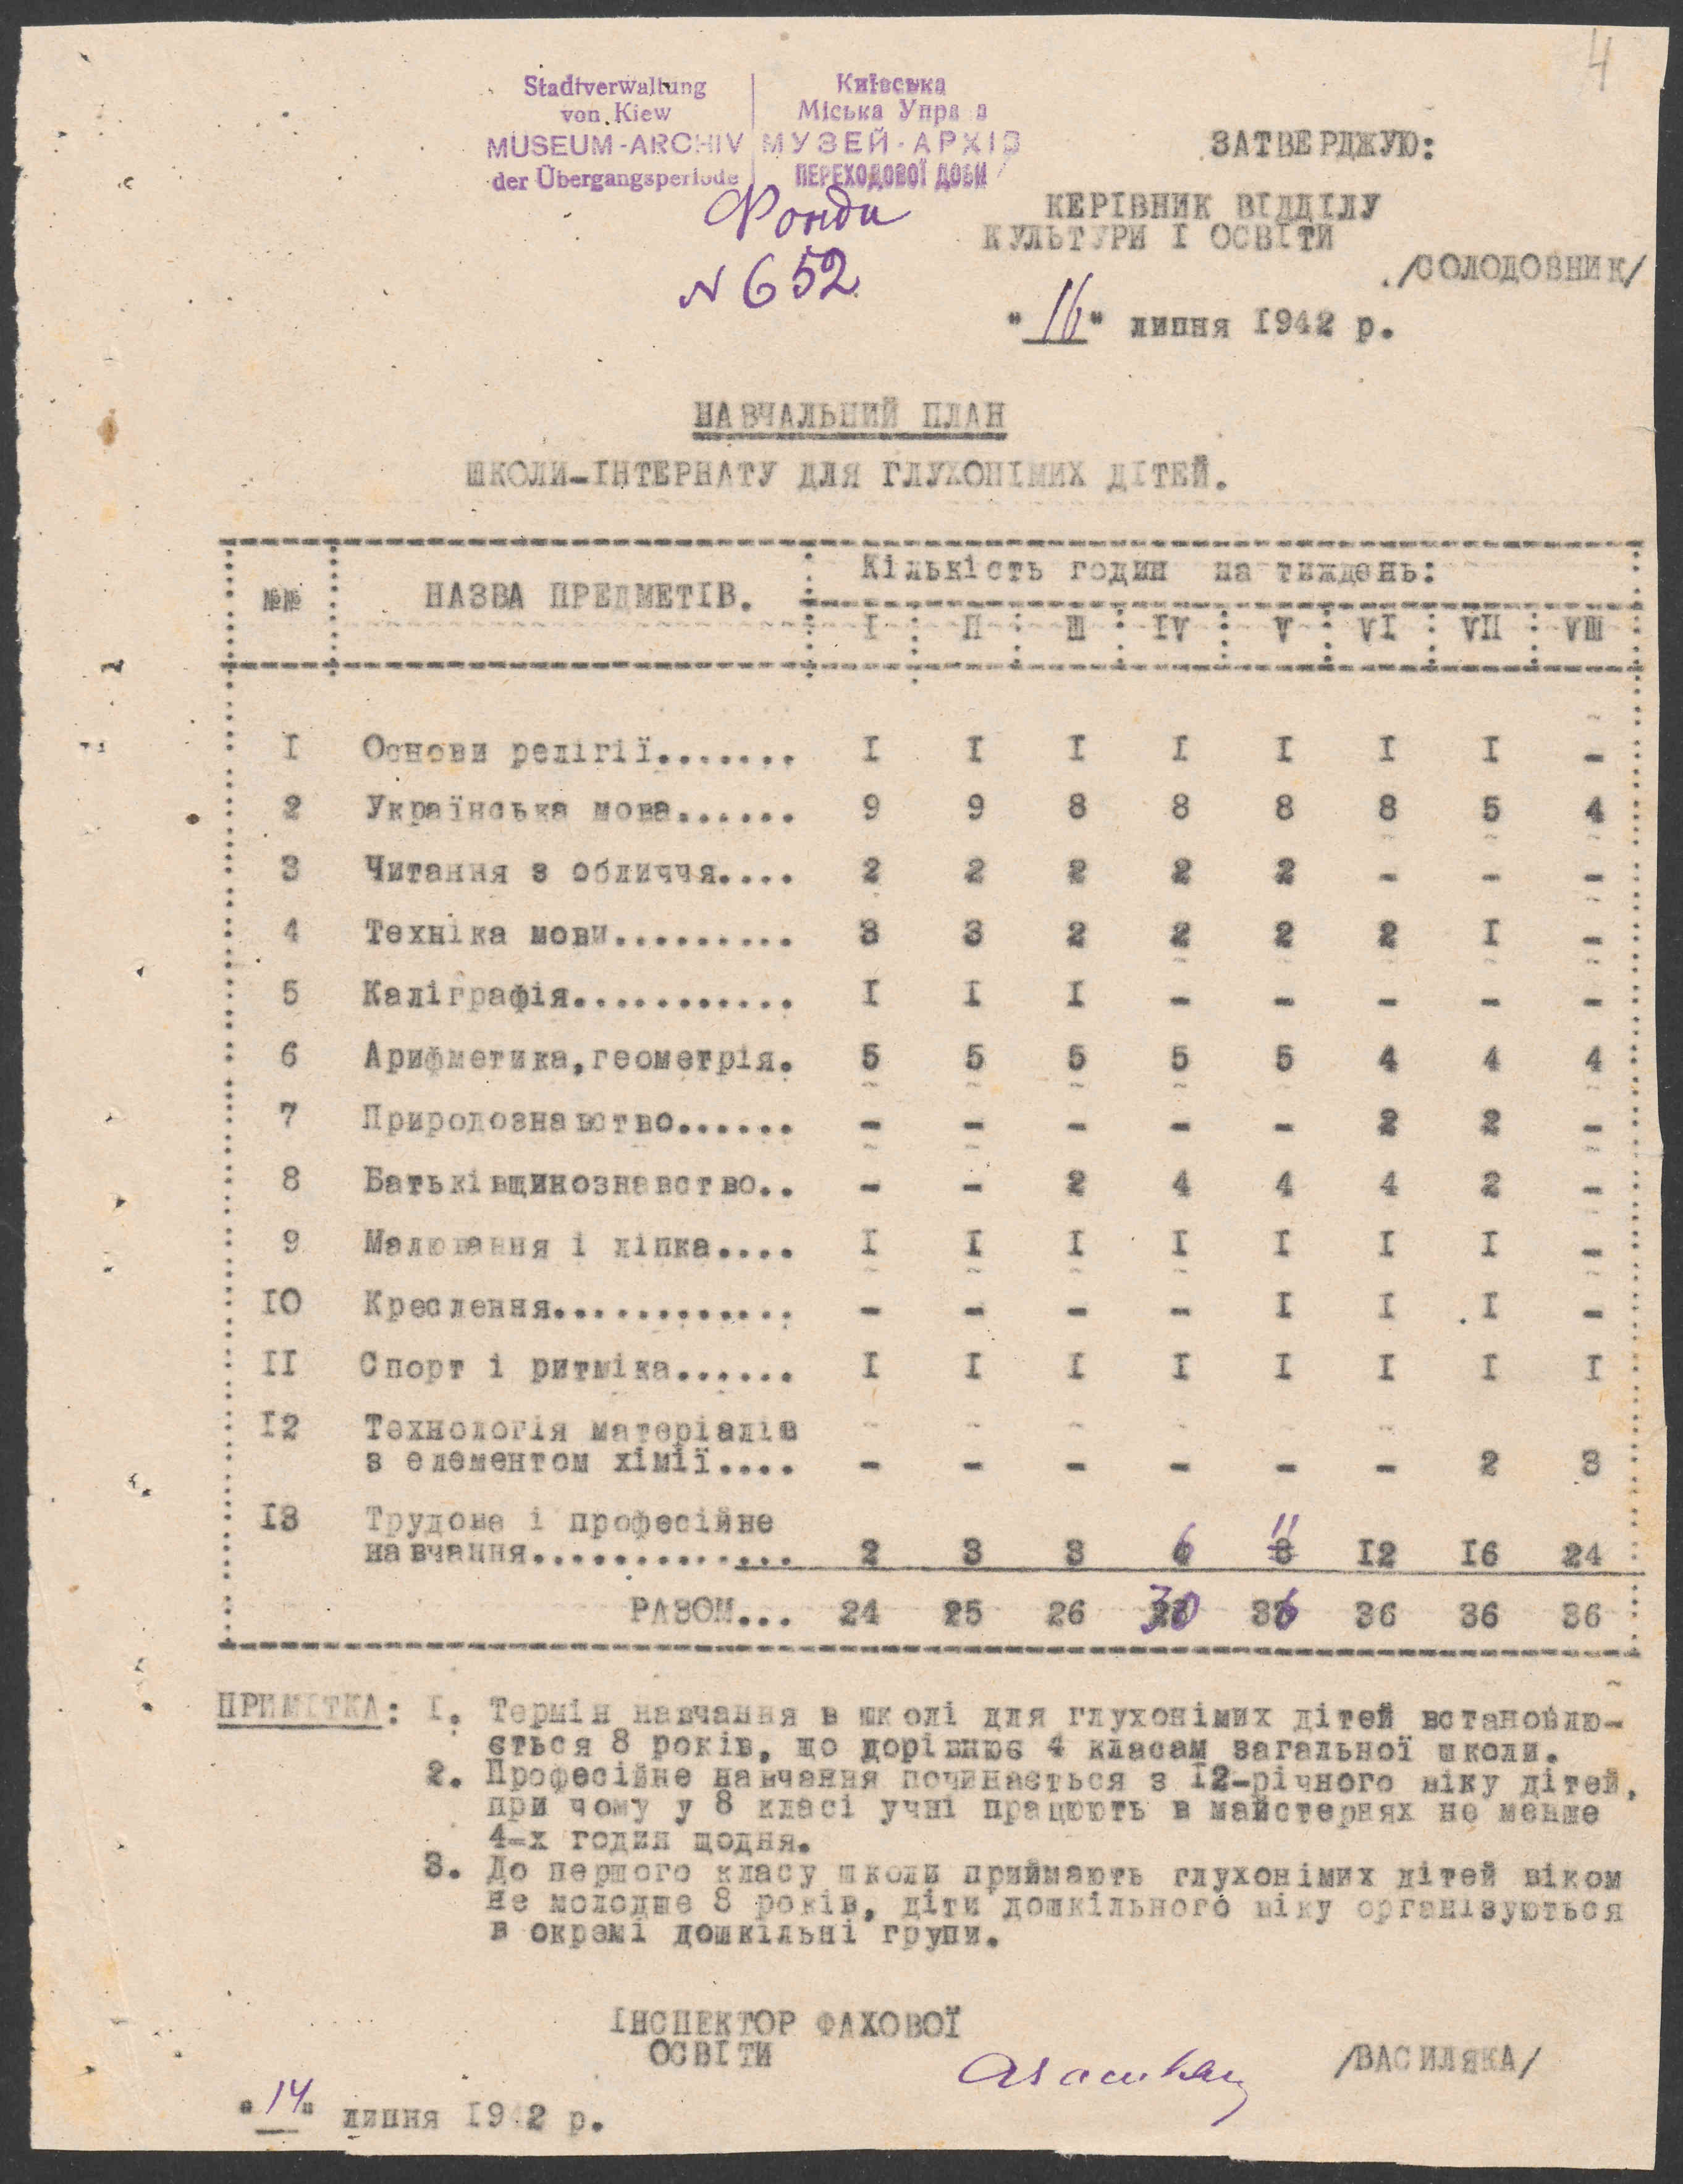 4
Stadtverwaltung
von Kiew
MUSEUM-ARCHIV
der Übergangsperiode
Київська
Міська Упра а
МУЗЕЙ-АРХІВ
ПЕРЕХОДОВОЇ ДОБИ
Фонди
N 652
ЗАТВЕРДЖУЮ:
КЕРІВНИК ВІДДІЛУ
КУЛЬТУРИ І ОСВІТИ
/СОЛОДОВНИК/
"16" липня 1942 р.
НАВЧАЛЬНИЙ ПЛАН
ШКОЛИ-ІНТЕРНАТУ ДЛЯ ГЛУХОНІМИХ ДІТЕЙ.
№№ НАЗВА ПРЕДМЕТІВ. Кількість годин на тиждень:
I : П : Ш : IV : V : VI : VII : VШ
I Основи релігії....... I I I I I I I -
2 Українська мова...... 9 9 8 8 8 8 5 4
3 Читання з обличчя.... 2 2 2 2 2 - - -
4 Техніка мови......... 3 3 2 2 2 2 I -
5 Каліграфія........... I I I - - - - -
6 Арифметика,геометрія. 5 5 5 5 5 4 4 4
7 Природознавство...... - - - - - 2 2 -
8 Батьківщинознавство.. - - 2 4 4 4 2 -
9 Малювання і ліпка.... I I I I I I I -
IO Креслення............ - - - - I I I -
II Спорт і ритміка...... I I I I I I I I
I2 Технологія матеріалів
з елементом хімії.... - - - - - - 2 3
I3 Трудове і професійне
навчання............. 2 3 3 6 11 I2 I6 24
РАЗОМ... 24 25 26 30 36 36 36 36
ПРИМІТКА: I. Термін навчання в школі для глухонімих дітей встановлю-
ється 8 років, що дорівнює 4 класам загальної школи.
2. Професійне навчання починається з I2-річного віку дітей,
при чому у 8 класі учні працюють в майстернях не менше
4-х годин щодня.
3. До першого класу школи приймають глухонімих дітей віком
не молодше 8 років, діти дошкільного віку організуються
в окремі дошкільні групи.
ІНСПЕКТОР ФАХОВОЇ
ОСВІТИ
/ВАСИЛЯКА/
"14" липня 1942 р.